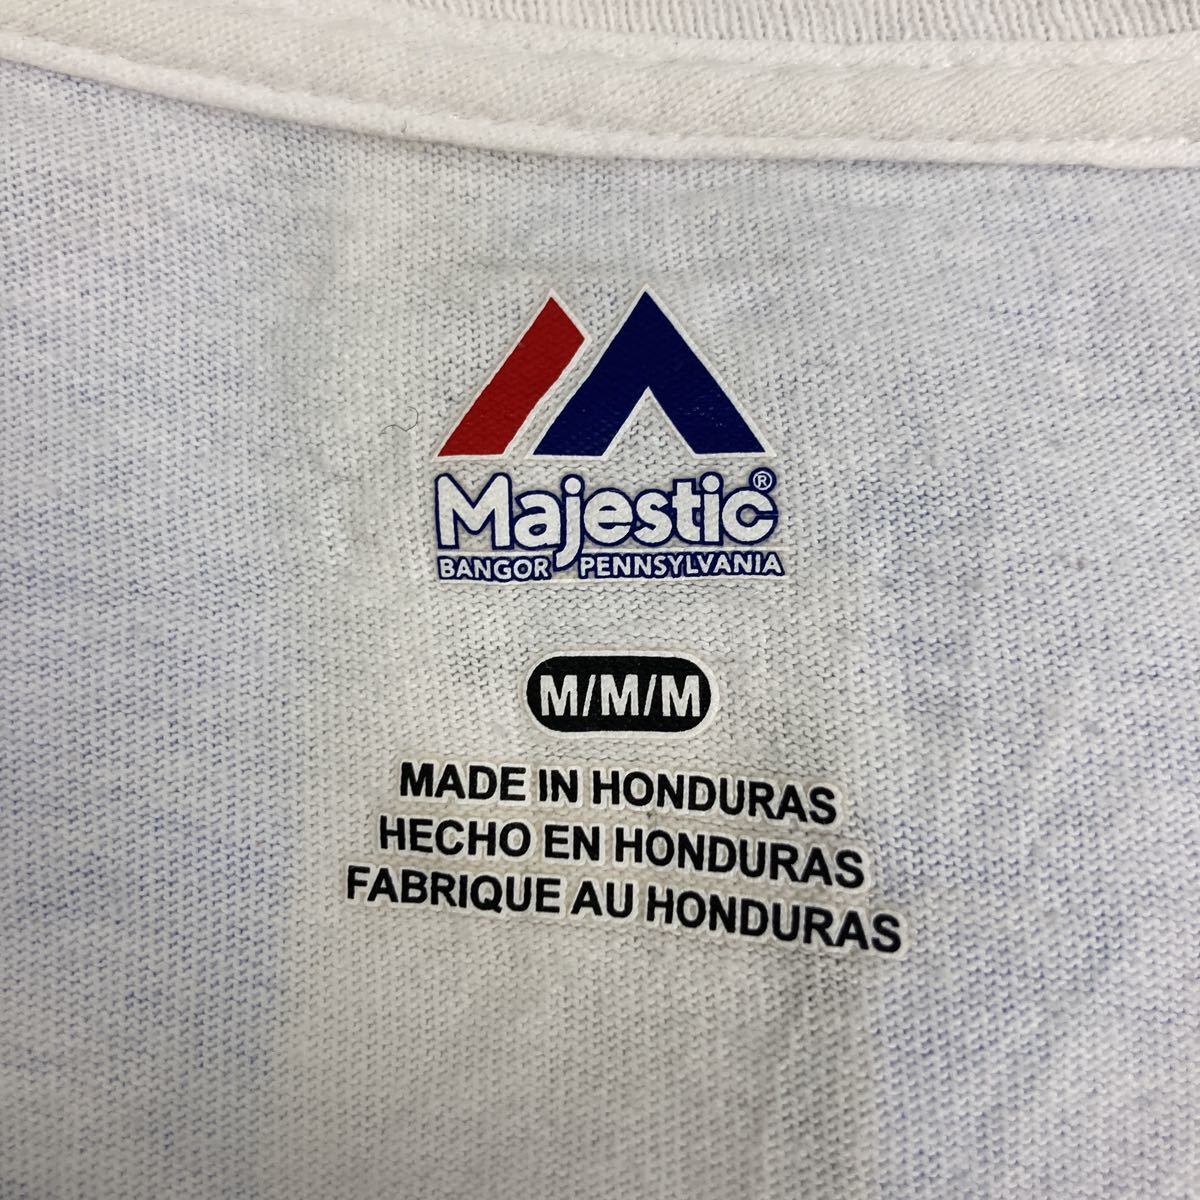 Majestic®
BANGOR PENNSYLVANIA
M/M/M
MADE IN HONDURAS
HECHO EN HONDURAS
FABRIQUE AU HONDURAS